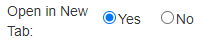 Open in New Tab: Yes No